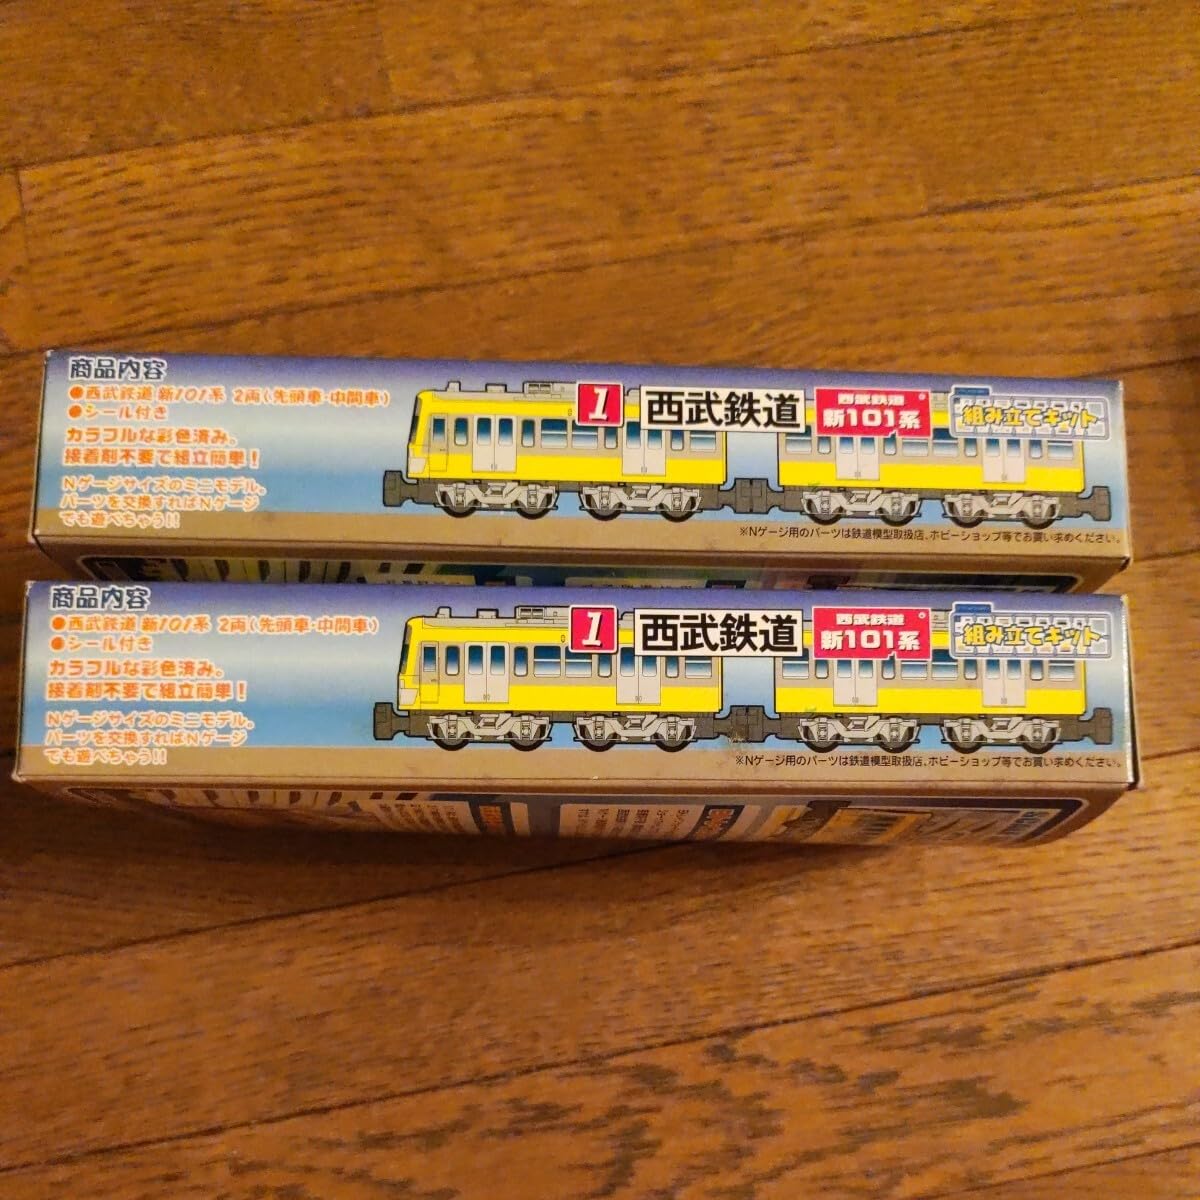 商品内容
●西武鉄道 新101系 2両(先頭車・中間車)
●シール付き
カラフルな彩色済み。
接着剤不要で組立簡単!
Nゲージサイズのミニモデル。
パーツを交換すればNゲージ
でも遊べちゃう!!
1
西武鉄道
西武鉄道
新101系
組み立てキット
※Nゲージ用のパーツは鉄道模型取扱店、ホビーショップ等でお買い求めください。
商品内容
●西武鉄道 新101系 2両(先頭車・中間車)
●シール付き
カラフルな彩色済み。
接着剤不要で組立簡単!
Nゲージサイズのミニモデル。
パーツを交換すればNゲージ
でも遊べちゃう!!
1
西武鉄道
西武鉄道
新101系
組み立てキット
※Nゲージ用のパーツは鉄道模型取扱店、ホビーショップ等でお買い求めください。